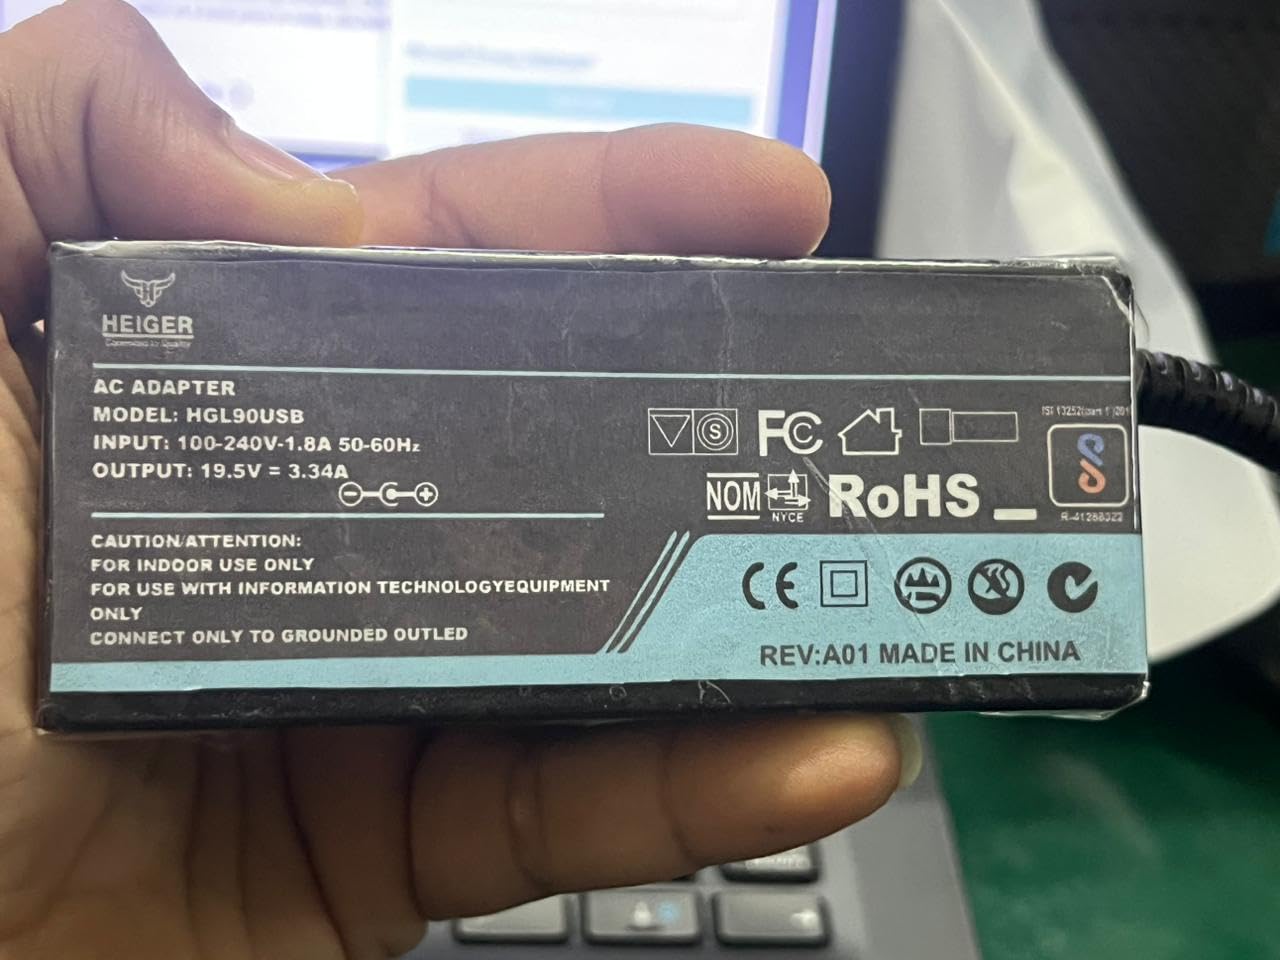 HEIGER
AC ADAPTER
MODEL: HGL90USB
INPUT: 100-240V-1.8A 50-60Hz
OUTPUT: 19.5V = 3.34A
CAUTION/ATTENTION:
FOR INDOOR USE ONLY
FOR USE WITH INFORMATION TECHNOLOGYEQUIPMENT
ONLY
CONNECT ONLY TO GROUNDED OUTLED
S
FC
NOM
NYCE
RoHS
R-41288322
CE
REV:A01 MADE IN CHINA